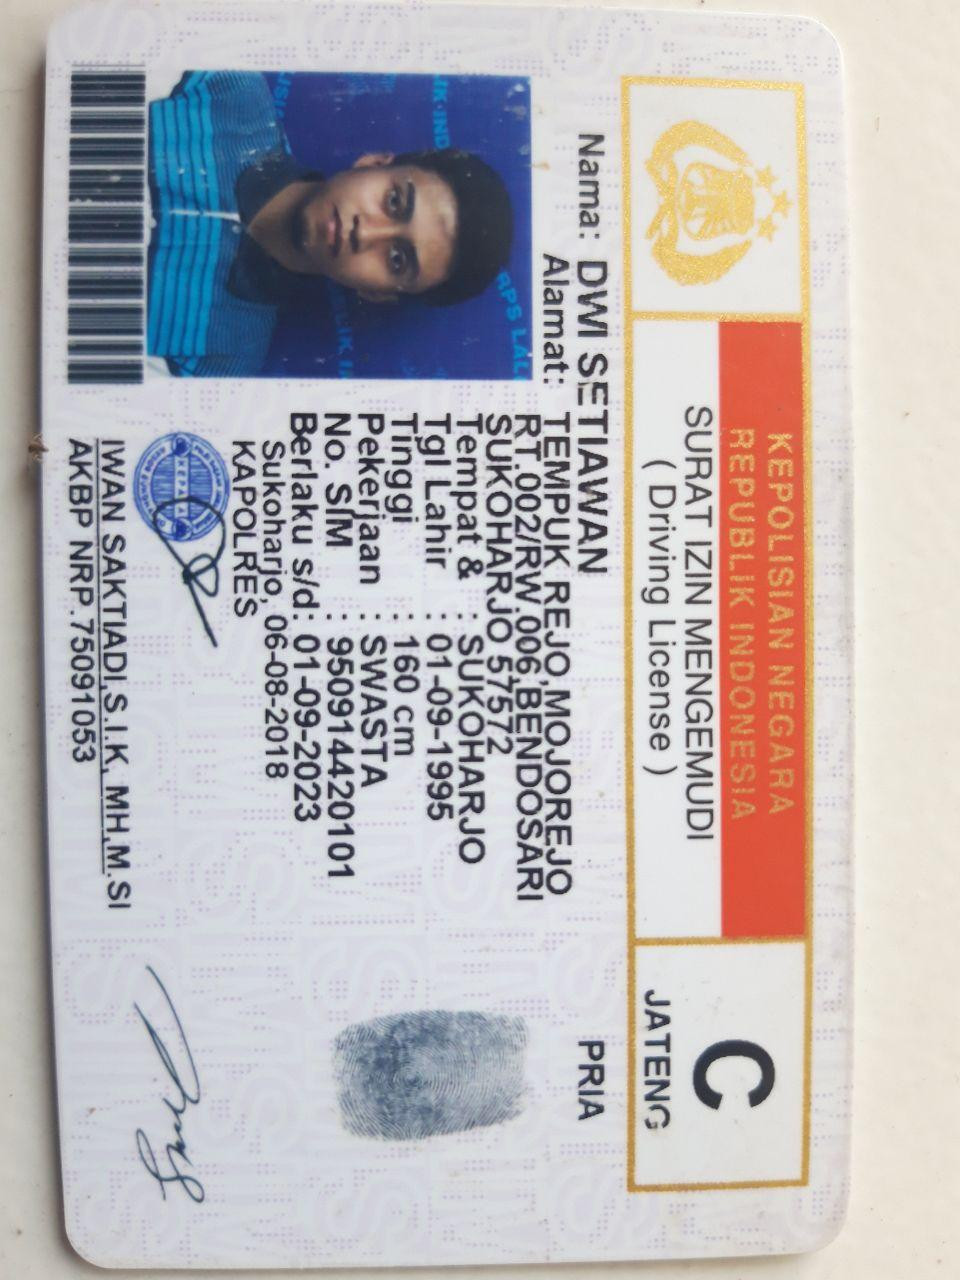 KEPOLISIAN NEGARA
REPUBLIK INDONESIA
SURAT IZIN MENGEMUDI
( Driving License )
C
JATENG
Nama: DWI SETIAWAN
PRIA
Alamat: TEMPUK REJO,MOJOREJO
RT.002/RW.006,BENDOSARI
SUKOHARJO 57572
Tempat & : SUKOHARJO
Tgl Lahir : 01-09-1995
Tinggi : 160 cm
Pekerjaan : SWASTA
No. SIM : 950914420101
Berlaku s/d: 01-09-2023
Sukoharjo, 06-08-2018
KAPOLRES
KEPALA
IWAN SAKTIADI,S.I.K, MH,M.SI
AKBP NRP.75091053